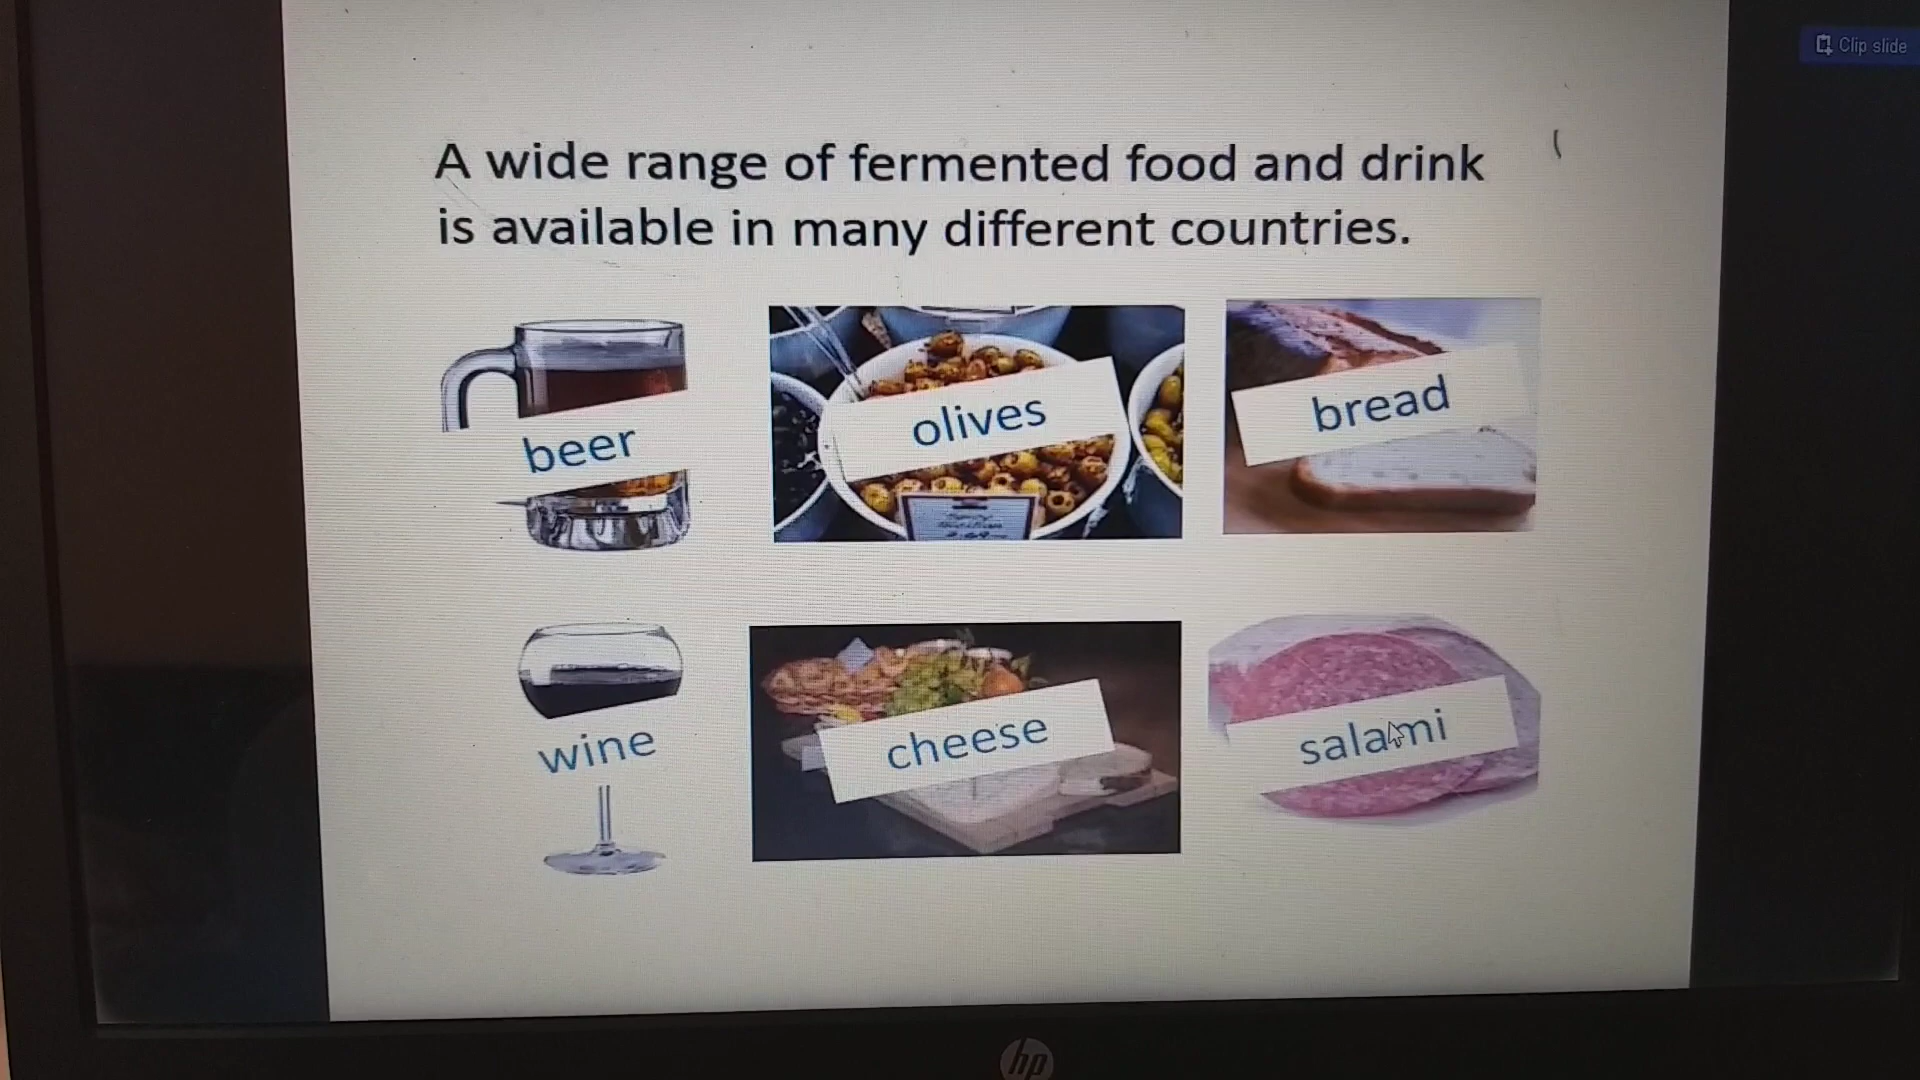 Clip slide
A wide range of fermented food and drink
is available in many different countries.
beer
olives
bread
wine
cheese
salami
hp